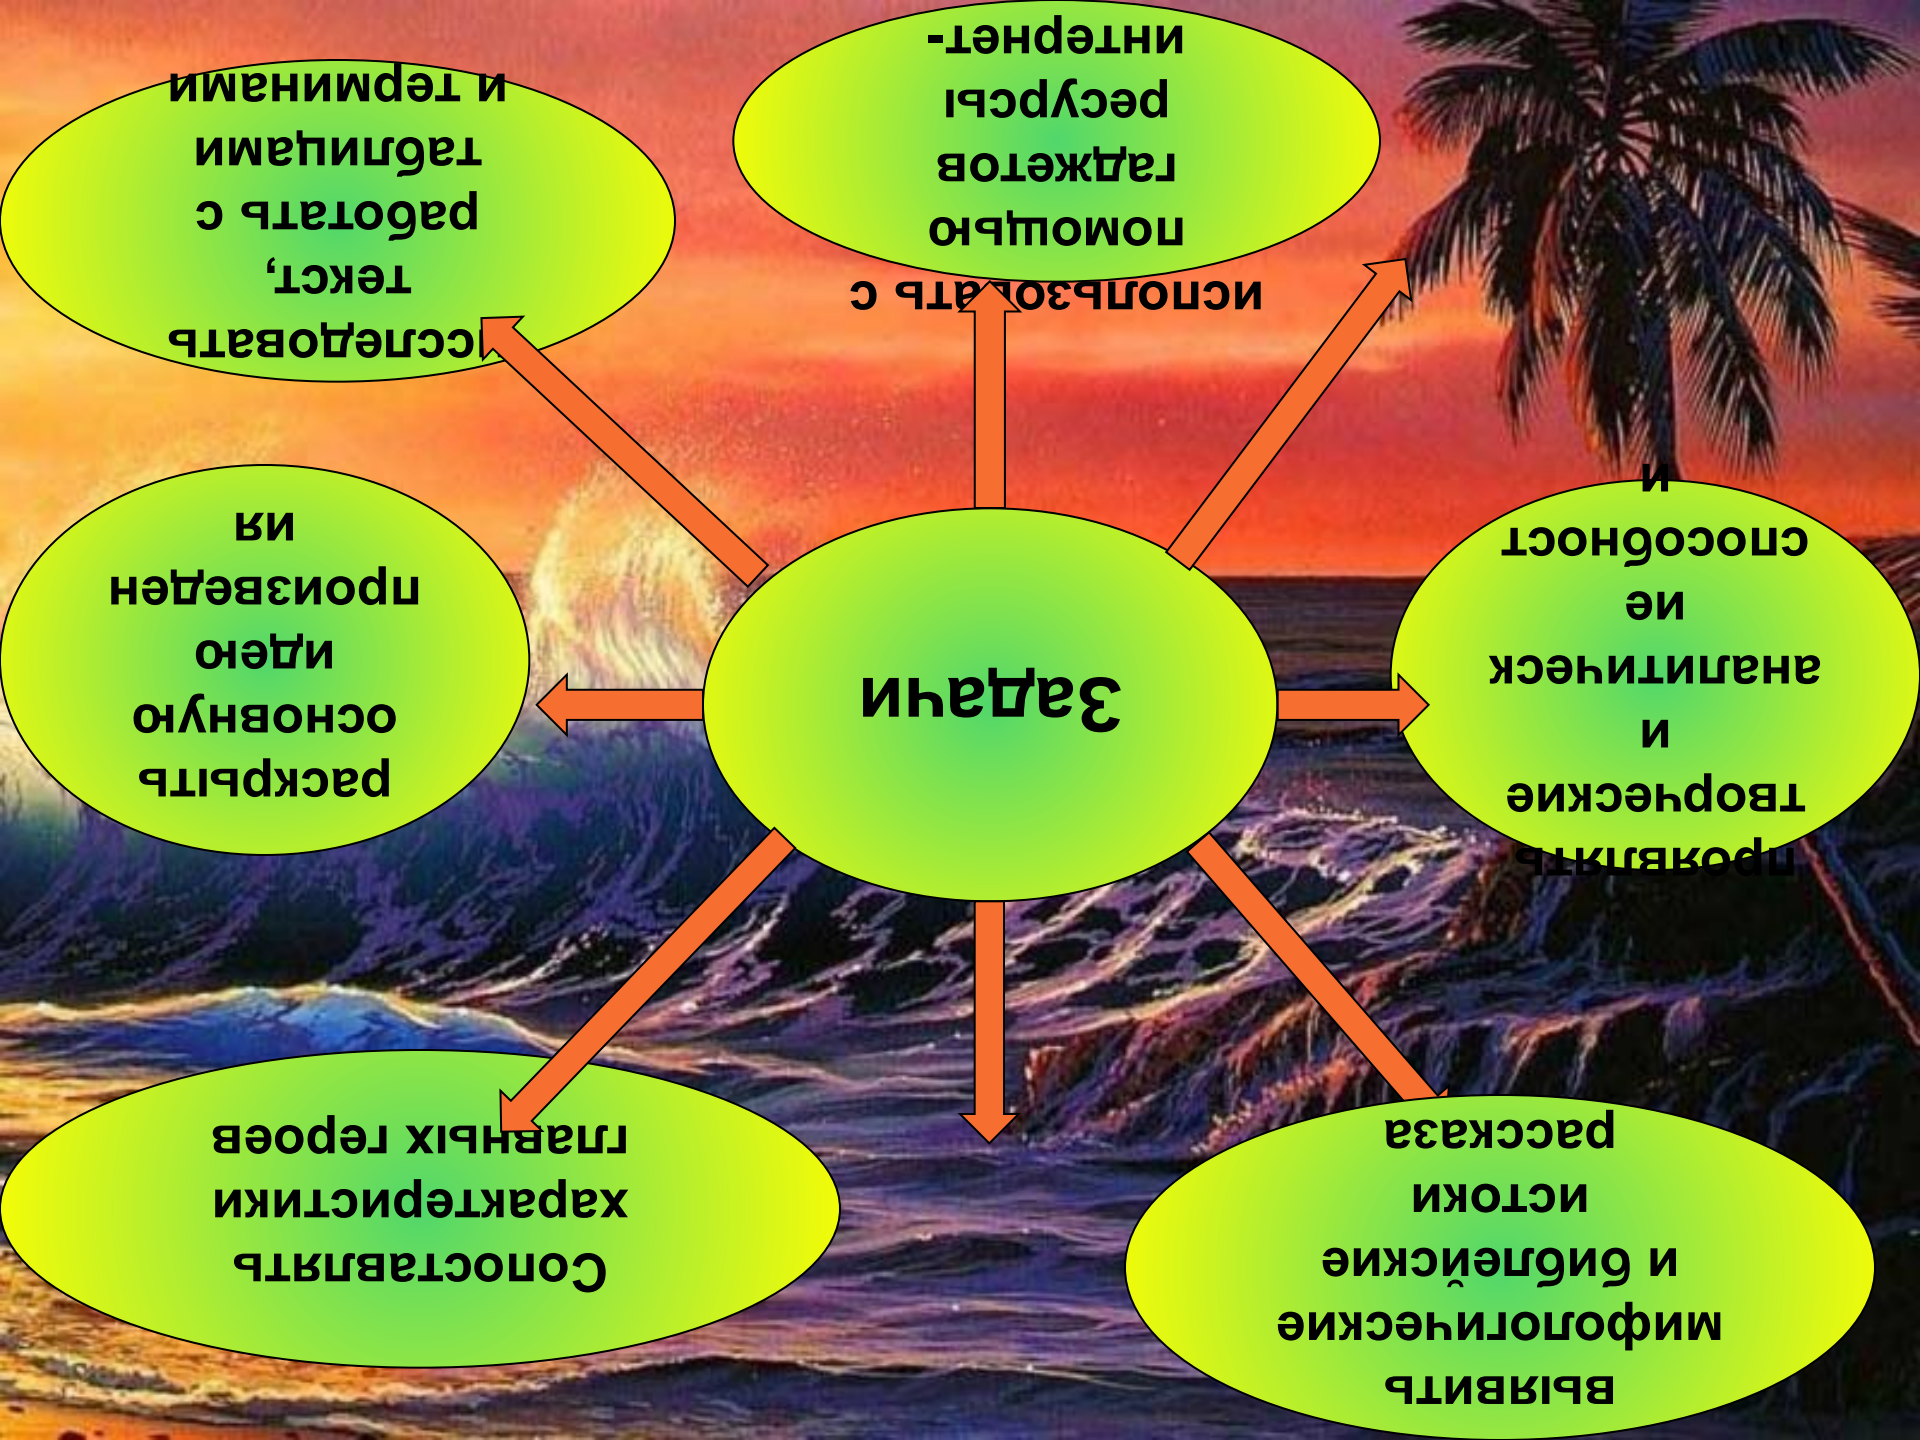 Задачи
исследовать
текст,
работать с
таблицами
и терминами
использовать с
помощью
гаджетов
ресурсы
интернет-
раскрыть
основную
идею
произведен
ия
проявлять
творческие
и
аналитическ
ие
способност
и
Сопоставлять
характеристики
главных героев
выявить
мифологические
и библейские
истоки
рассказа